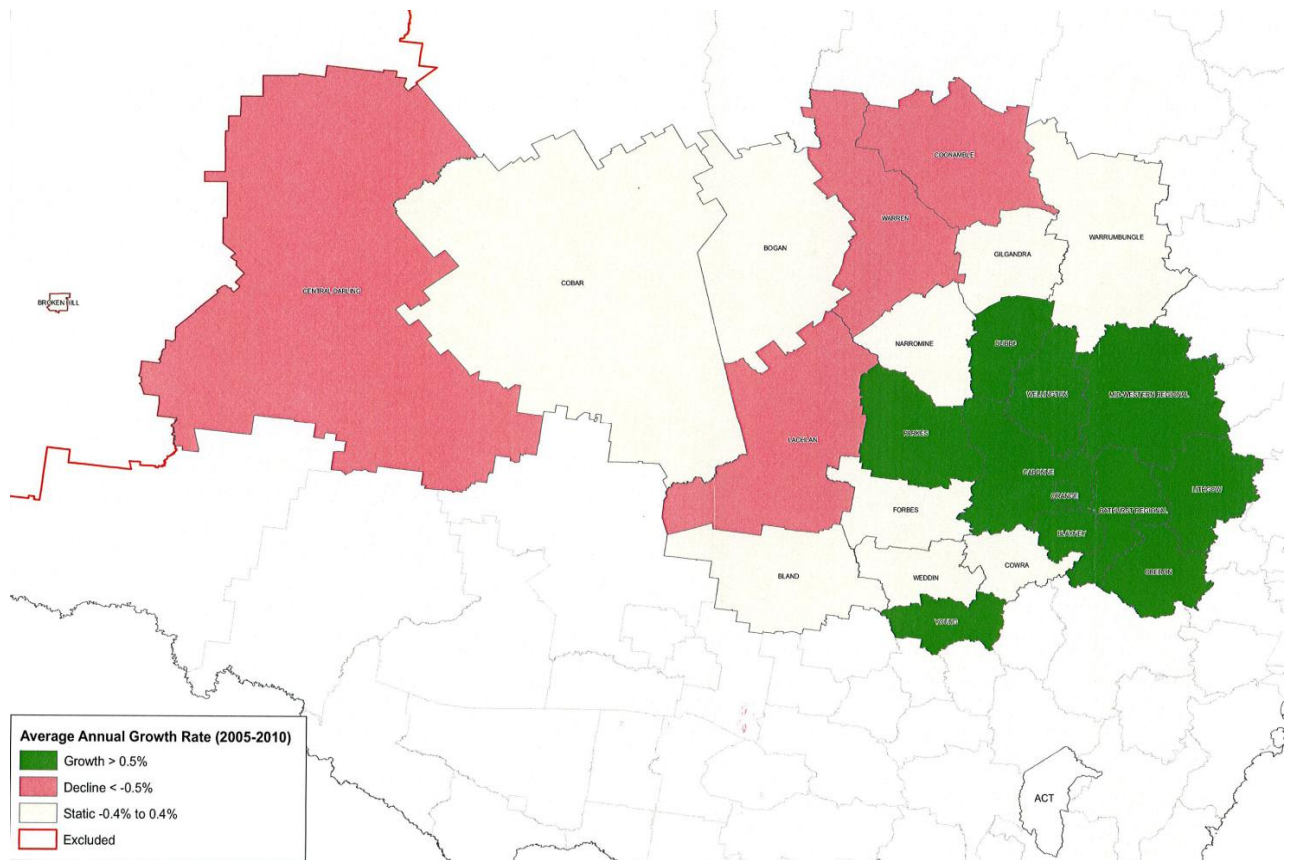 COONAMBLE
WARREN
WARRUMBUNGLE
BOGAN
GILGANDRA
COBAR
CENTRAL DARLING
BROKEN HILL
NARROMINE
DUBBO
WELLINGTON
MID-WESTERN REGIONAL
LACHLAN
PARKES
CABONNE
ORANGE
LITHGOW
FORBES
BATHURST REGIONAL
BLAYNEY
COWRA
OBERON
BLAND
WEDDIN
YOUNG
ACT
Average Annual Growth Rate (2005-2010)
Growth > 0.5%
Decline < -0.5%
Static -0.4% to 0.4%
Excluded